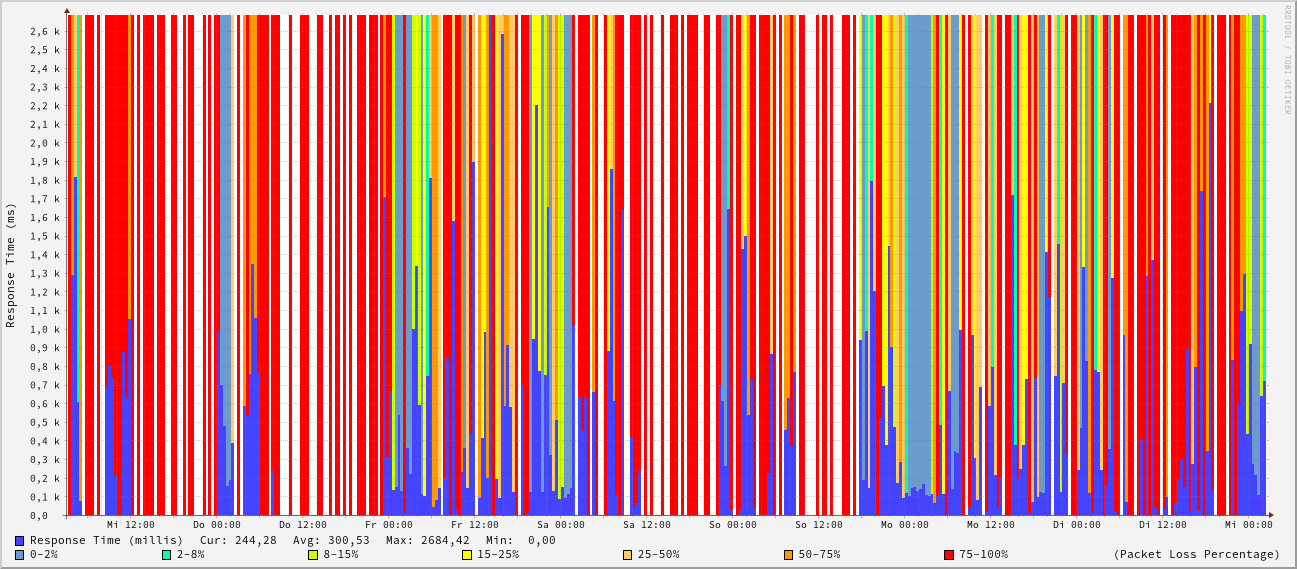 RRDTOOL / TOBI OETIKER
Response Time (ms)
2,6 k
2,5 k
2,4 k
2,3 k
2,2 k
2,1 k
2,0 k
1,9 k
1,8 k
1,7 k
1,6 k
1,5 k
1,4 k
1,3 k
1,2 k
1,1 k
1,0 k
0,9 k
0,8 k
0,7 k
0,6 k
0,5 k
0,4 k
0,3 k
0,2 k
0,1 k
0,0
Mi 12:00 Do 00:00 Do 12:00 Fr 00:00 Fr 12:00 Sa 00:00 Sa 12:00 So 00:00 So 12:00 Mo 00:00 Mo 12:00 Di 00:00 Di 12:00 Mi 00:00
Response Time (millis) Cur: 244,28 Avg: 300,53 Max: 2684,42 Min: 0,00
0-2% 2-8% 8-15% 15-25% 25-50% 50-75% 75-100% (Packet Loss Percentage)